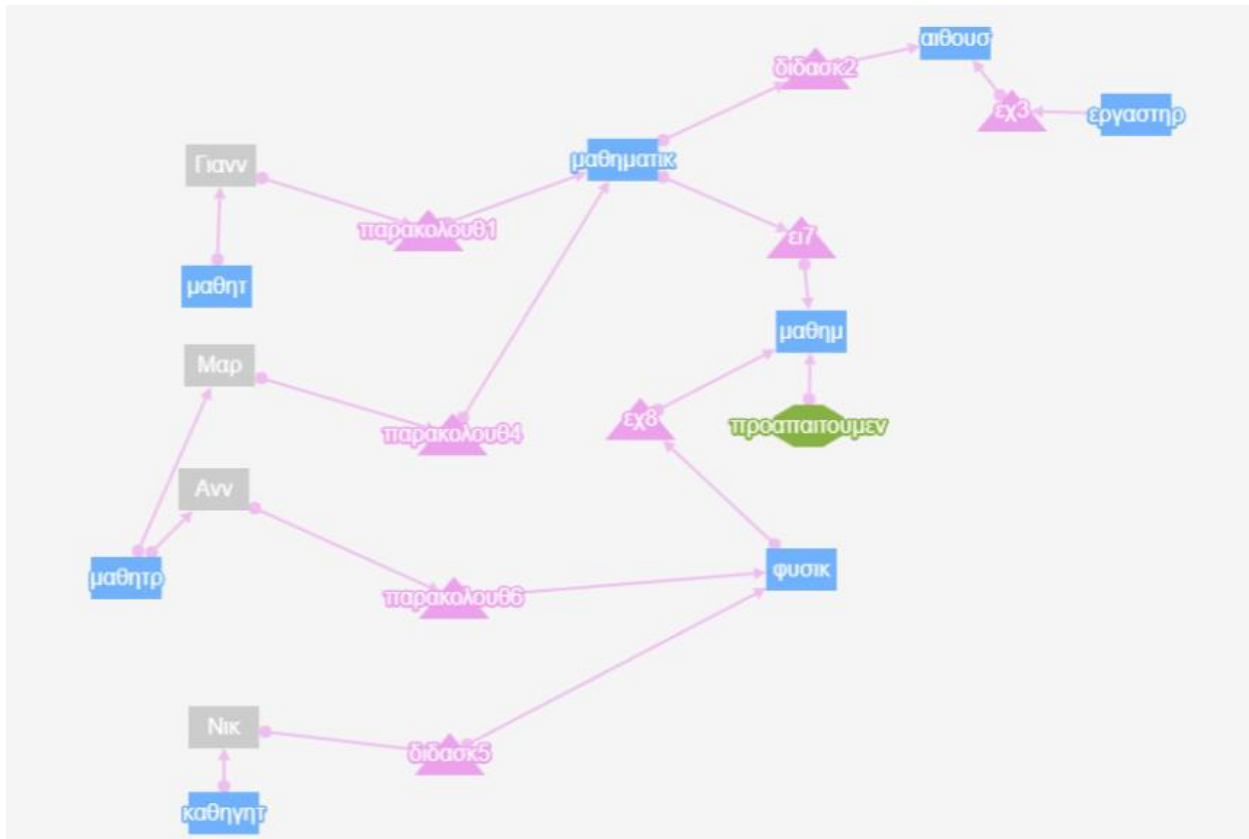 αιθουσ
διδασκ2
εχ3
εργαστηρ
μαθηματικ
Γιανν
παρακολουθ1
ει7
μαθητ
μαθημ
Μαρ
εχ8
προαπαιτουμεν
παρακολουθ4
Ανν
φυσικ
μαθητρ
παρακολουθ6
Νικ
διδασκ5
καθηγητ